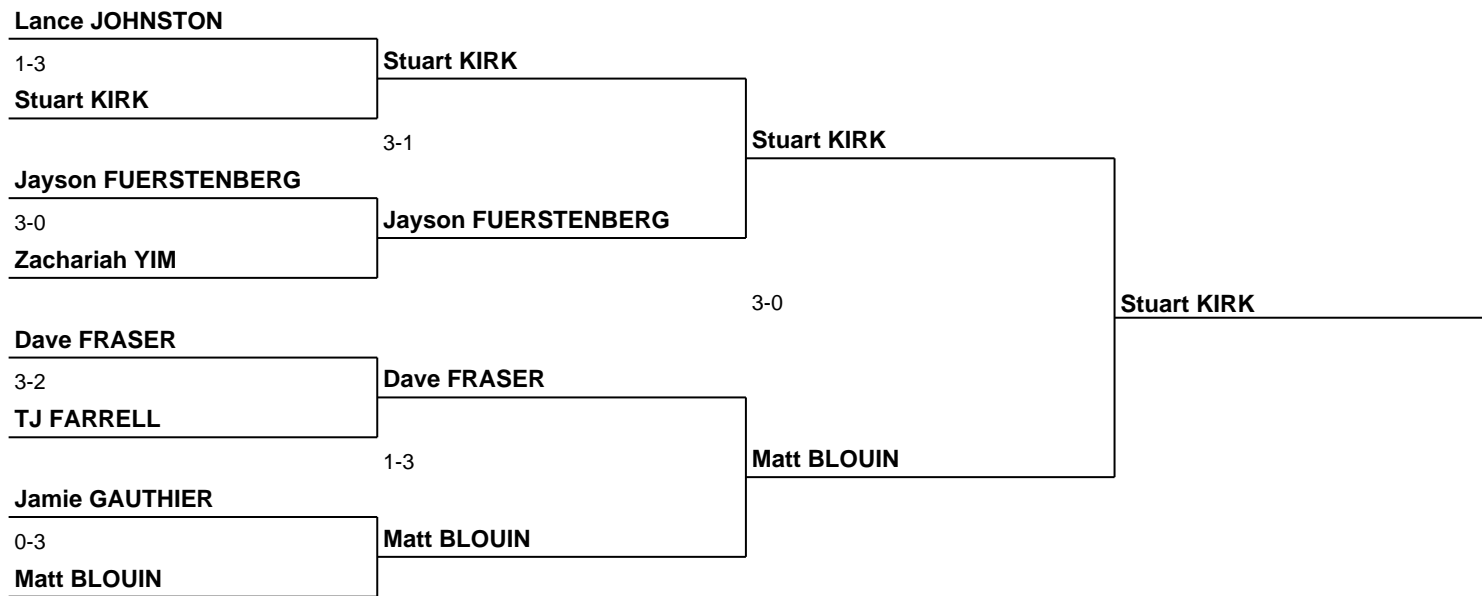 Lance JOHNSTON
1-3
Stuart KIRK
Jayson FUERSTENBERG
3-0
Zachariah YIM
Dave FRASER
3-2
TJ FARRELL
Jamie GAUTHIER
0-3
Matt BLOUIN
Stuart KIRK
3-1
Jayson FUERSTENBERG
Dave FRASER
1-3
Matt BLOUIN
Stuart KIRK
3-0
Matt BLOUIN
Stuart KIRK